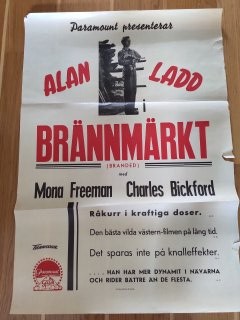 Paramount presenterar
ALAN LADD
i
BRÄNNMÄRKT
(BRANDED)
med
Mona Freeman Charles Bickford
Råkurr i kraftiga doser. ..
Den bästa vilda västern-filmen på lång tid.
Det sparas inte på knalleffekter.
.... HAN HAR MER DYNAMIT I NÄVARNA
OCH RIDER BÄTTRE ÄN DE FLESTA. ..
Technicolor
Paramount